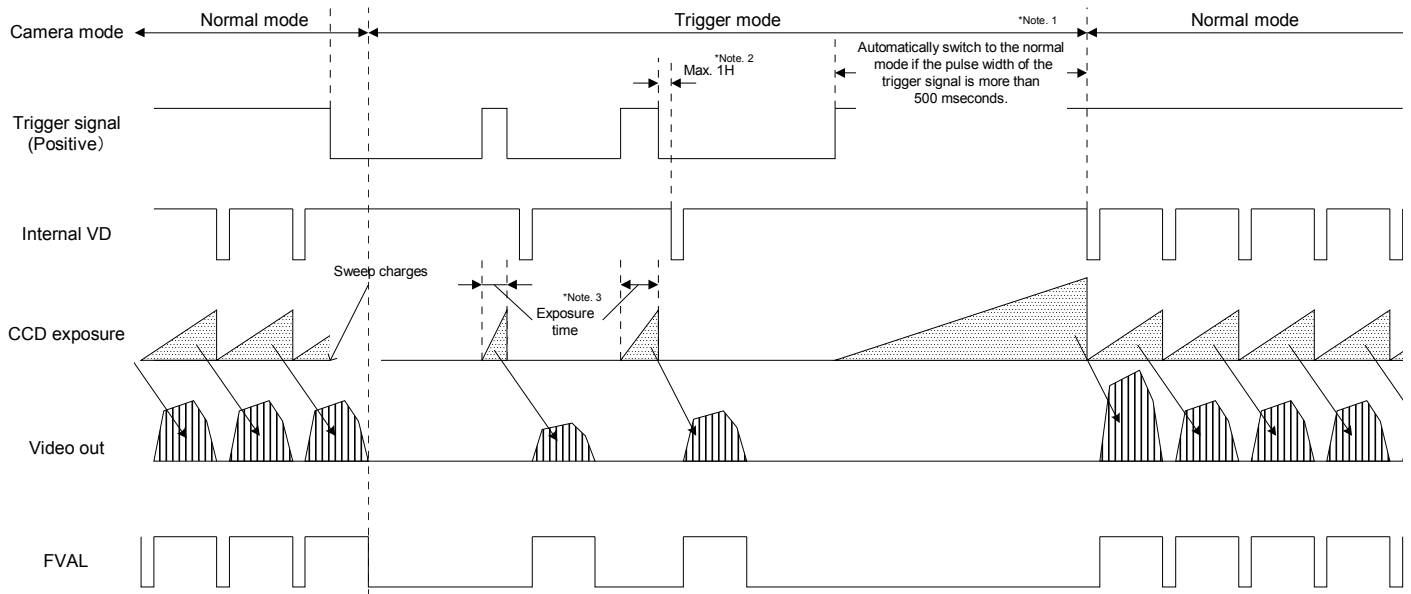 Camera mode
Normal mode
Trigger mode
*Note. 1
Normal mode
*Note. 2
Max. 1H
Automatically switch to the normal
mode if the pulse width of the
trigger signal is more than
500 mseconds.
Trigger signal
(Positive）
Internal VD
Sweep charges
*Note. 3
Exposure
time
CCD exposure
Video out
FVAL